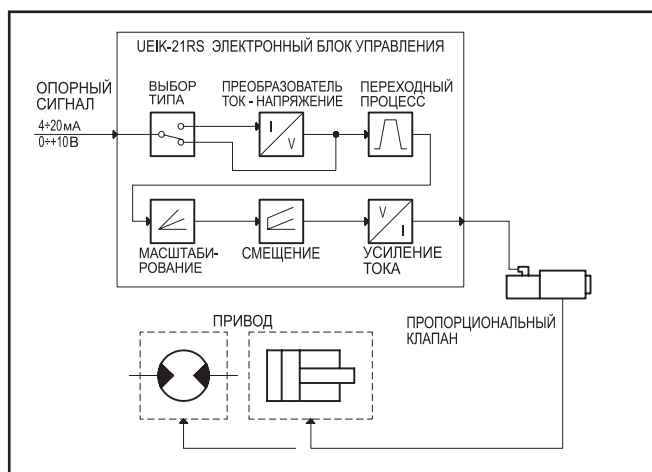 UEIK-21RS ЭЛЕКТРОННЫЙ БЛОК УПРАВЛЕНИЯ
ОПОРНЫЙ
СИГНАЛ
4÷20мА
0÷+10В
ВЫБОР
ТИПА
ПРЕОБРАЗОВАТЕЛЬ
ТОК - НАПРЯЖЕНИЕ
ПЕРЕХОДНЫЙ
ПРОЦЕСС
I
V
МАСШТАБИ-
РОВАНИЕ
СМЕЩЕНИЕ
V
I
УСИЛЕНИЕ
ТОКА
ПРОПОРЦИОНАЛЬНЫЙ
КЛАПАН
ПРИВОД